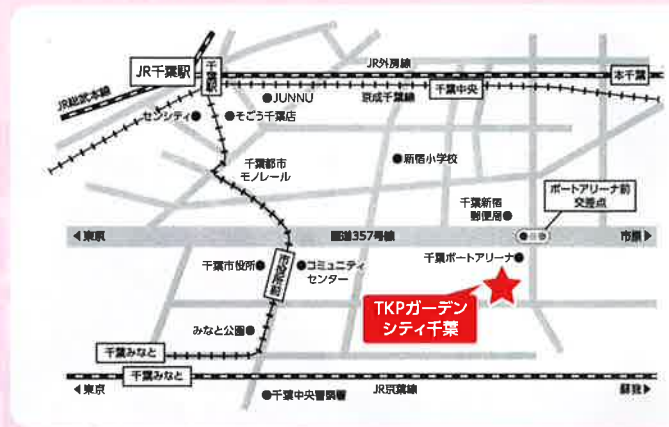 JR千葉駅
千葉駅
JR外房線
本千葉
JR総武本線
●JUNNU
京成千葉線
千葉中央
センシティ●
●そごう千葉店
千葉都市
モノレール
●新宿小学校
千葉新宿
郵便局●
ポートアリーナ前
交差点
◀東京
国道357号線
市原▶
千葉市役所●
市役所前
●コミュニティ
センター
千葉ポートアリーナ●
TKPガーデン
シティ千葉
みなと公園●
千葉みなと
千葉みなと
◀東京
JR京葉線
蘇我▶
●千葉中央警察署